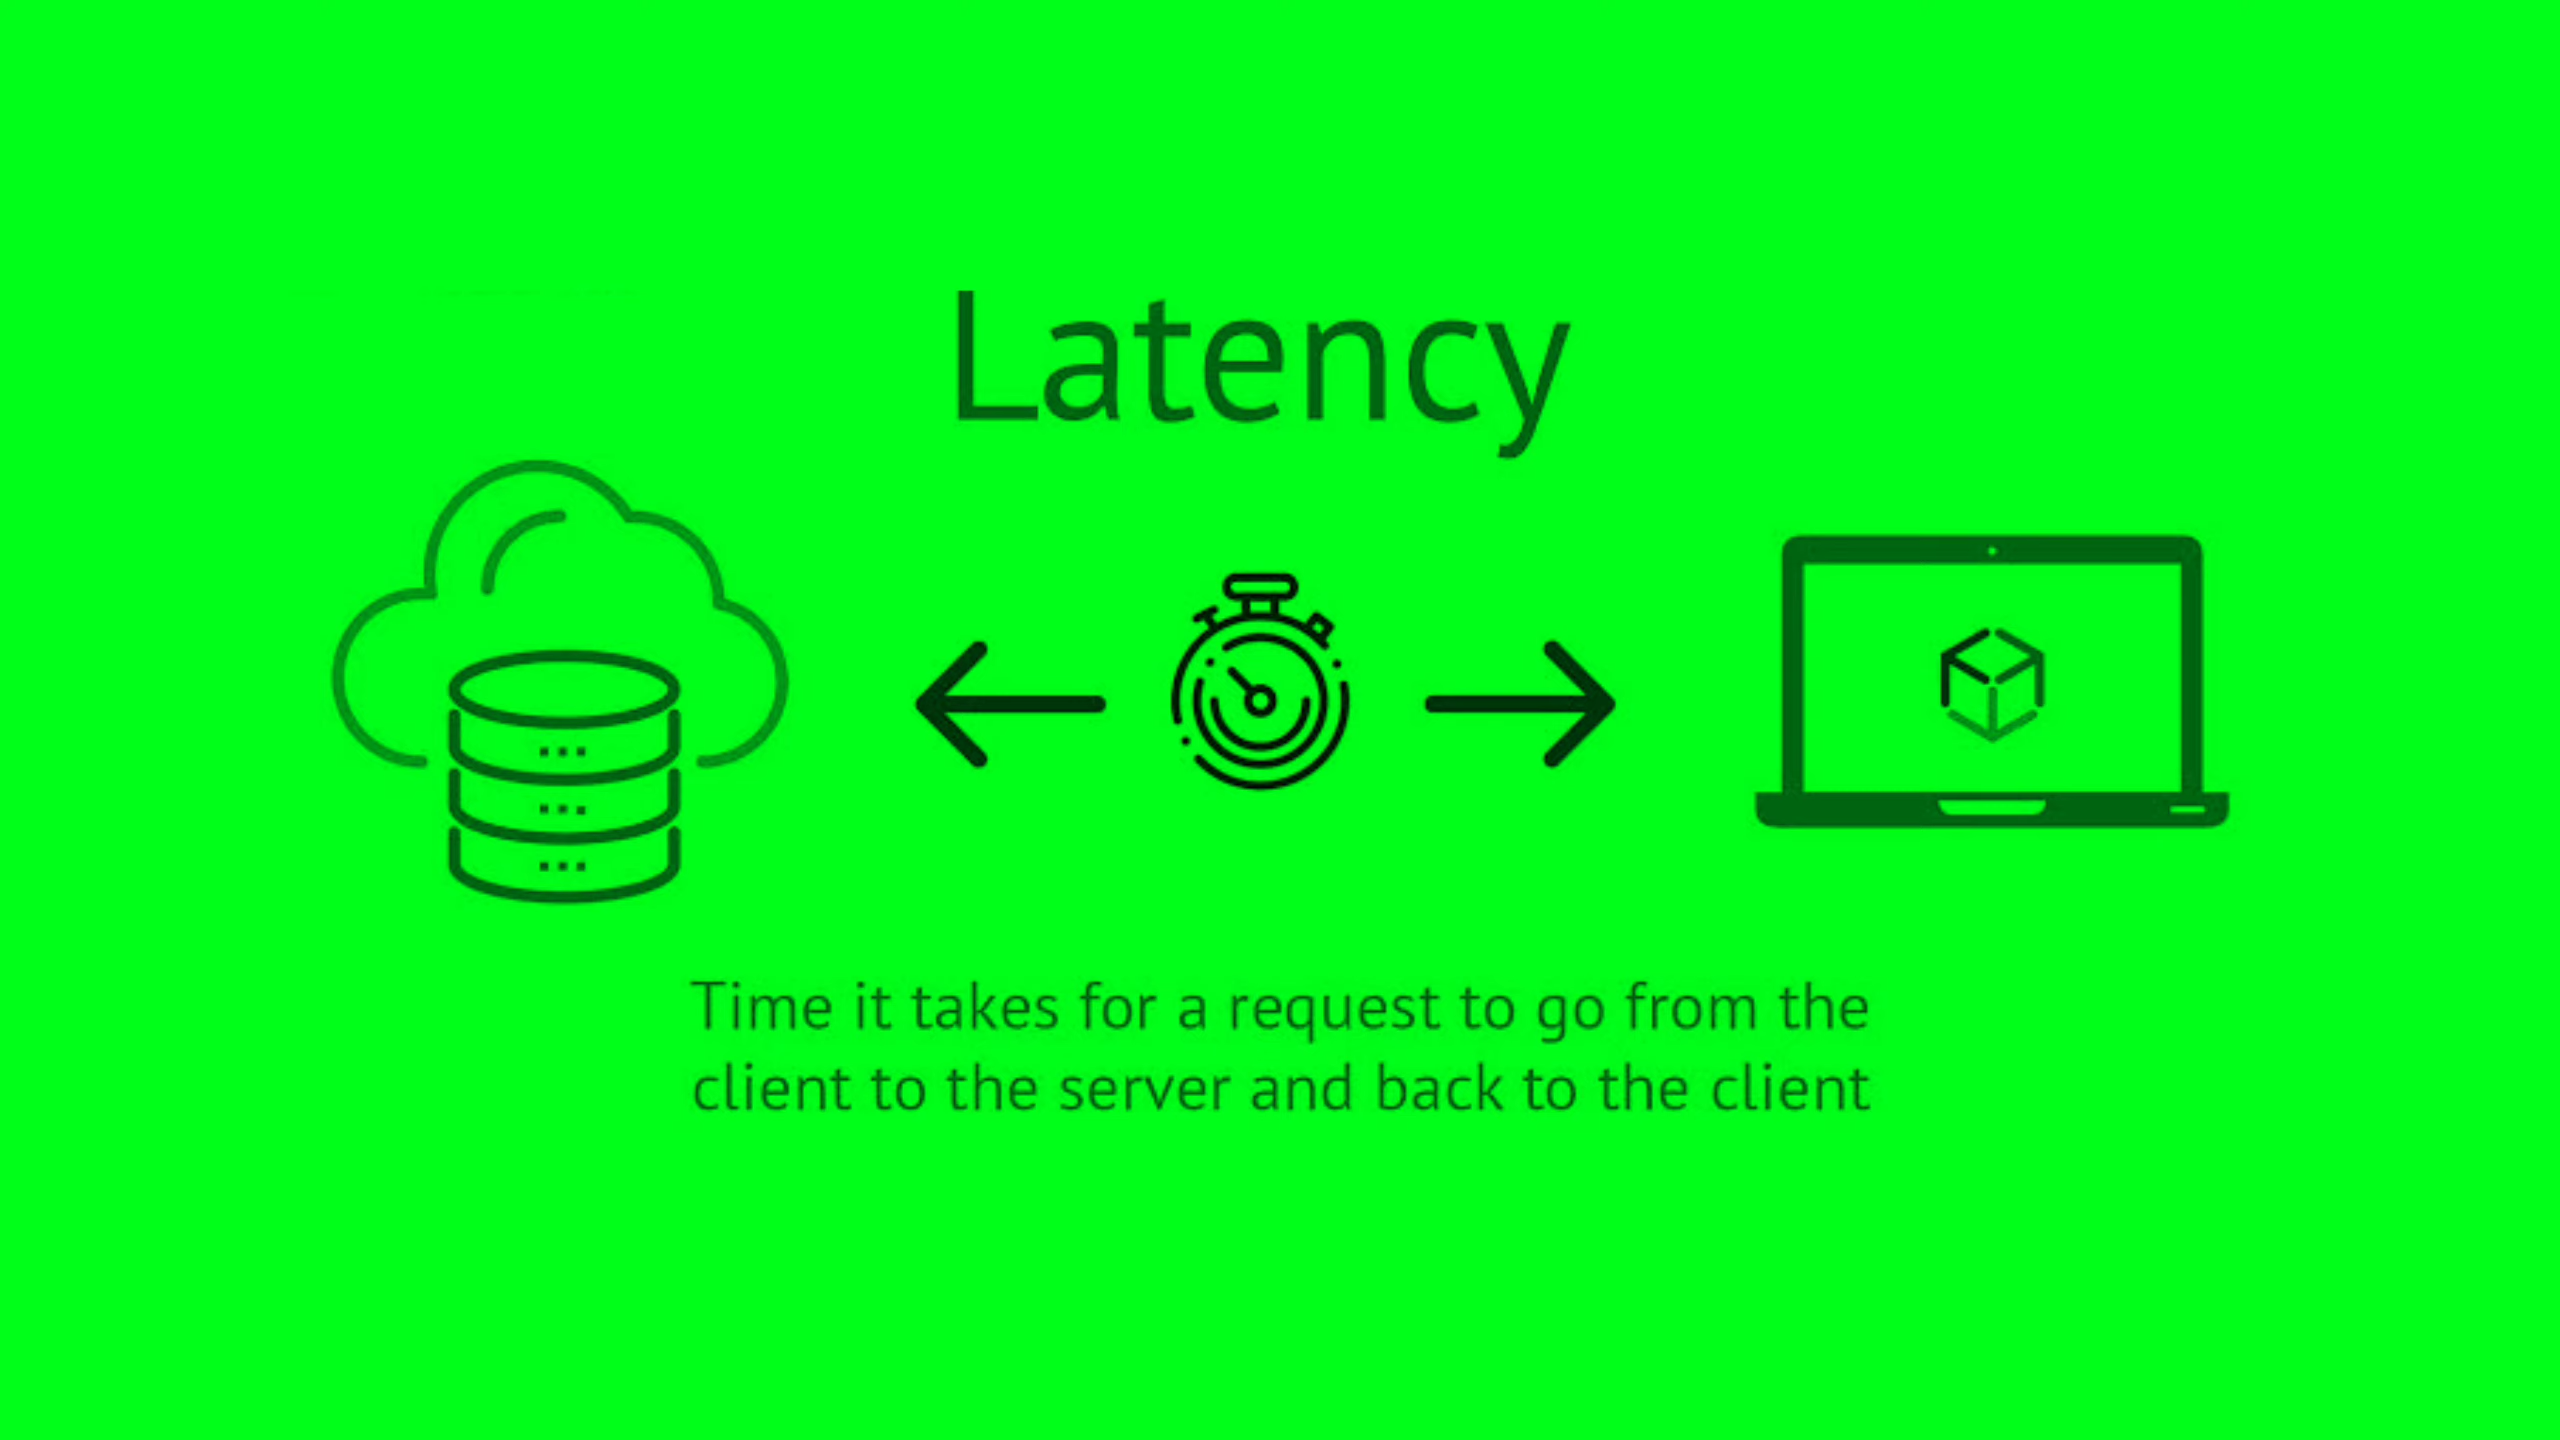 Latency
Time it takes for a request to go from the
client to the server and back to the client